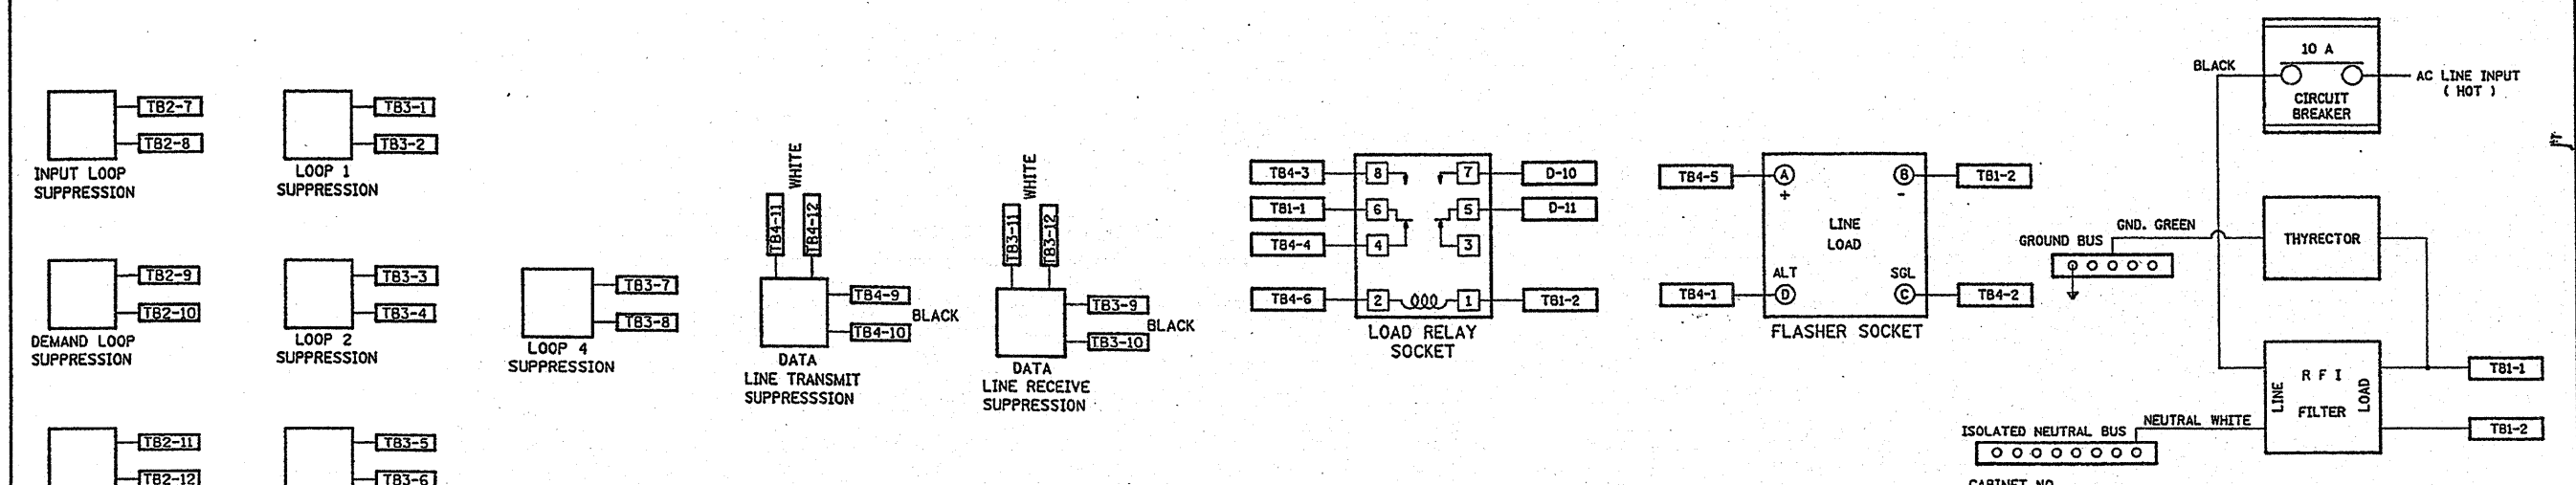 TB2-7
TB2-8
INPUT LOOP
SUPPRESSION
TB3-1
TB3-2
LOOP 1
SUPPRESSION
TB2-9
TB2-10
DEMAND LOOP
SUPPRESSION
TB3-3
TB3-4
LOOP 2
SUPPRESSION
TB3-7
TB3-8
LOOP 4
SUPPRESSION
TB2-11
TB2-12
TB3-5
TB3-6
WHITE
TB4-11
TB4-12
TB4-9
BLACK
TB4-10
DATA
LINE TRANSMIT
SUPPRESSSION
WHITE
TB3-11
TB3-12
TB3-9
BLACK
TB3-10
DATA
LINE RECEIVE
SUPPRESSION
TB4-3
8
7
D-10
TB1-1
6
5
D-11
TB4-4
4
3
TB4-6
2
1
TB1-2
LOAD RELAY
SOCKET
TB4-5
A
+
B
-
TB1-2
LINE
LOAD
ALT
SGL
TB4-1
D
C
TB4-2
FLASHER SOCKET
10 A
BLACK
AC LINE INPUT
( HOT )
CIRCUIT
BREAKER
GND. GREEN
GROUND BUS
THYRECTOR
LINE
R F I
FILTER
LOAD
TB1-1
TB1-2
NEUTRAL WHITE
ISOLATED NEUTRAL BUS
CABINET NO